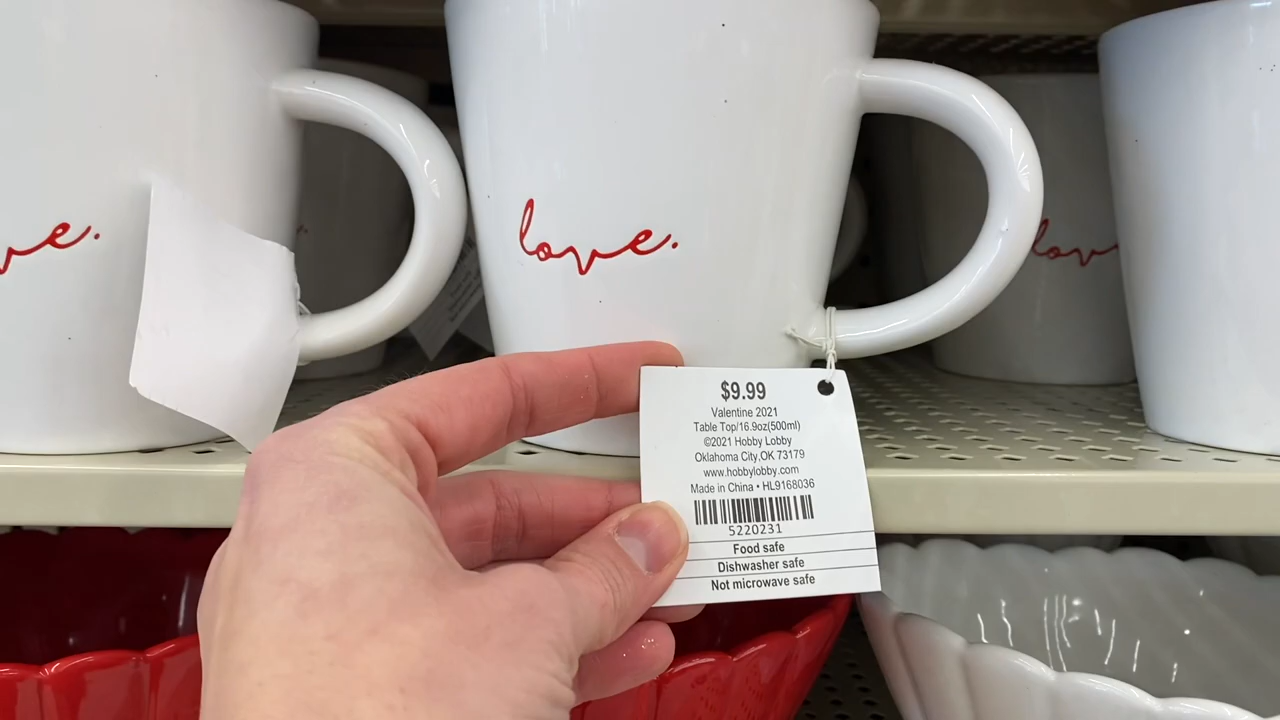 love.
ve.
lov
$9.99
Valentine 2021
Table Top/16.9oz(500ml)
©2021 Hobby Lobby
Oklahoma City,OK 73179
www.hobbylobby.com
Made in China • HL9168036
5220231
Food safe
Dishwasher safe
Not microwave safe